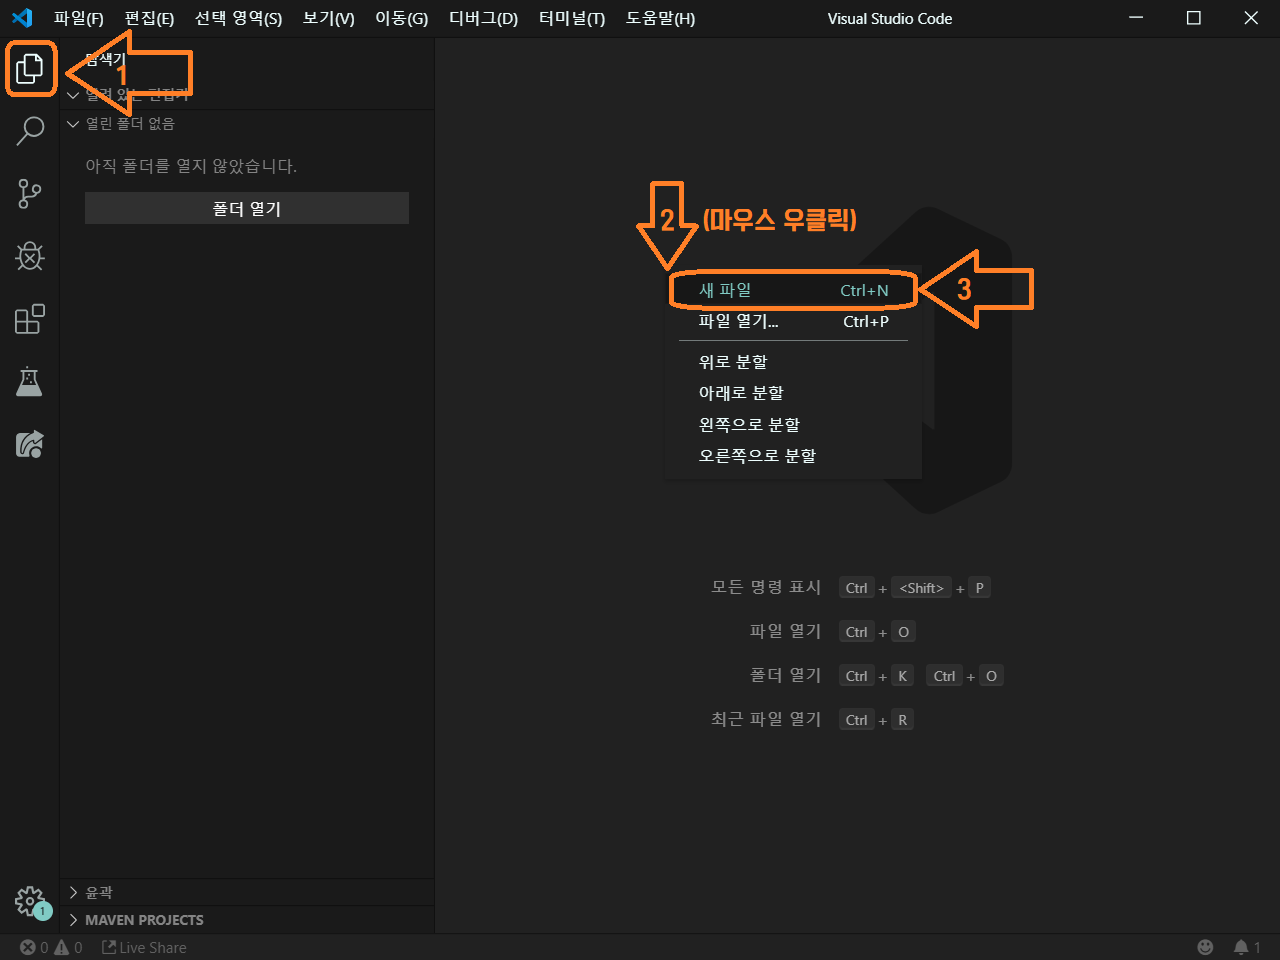 파일(F) 편집(E) 선택 영역(S) 보기(V) 이동(G) 디버그(D) 터미널(T) 도움말(H) Visual Studio Code
탐색기
1
열려 있는 편집기
열린 폴더 없음
아직 폴더를 열지 않았습니다.
폴더 열기
2 (마우스 우클릭)
새 파일 Ctrl+N
3
파일 열기... Ctrl+P
위로 분할
아래로 분할
왼쪽으로 분할
오른쪽으로 분할
모든 명령 표시 Ctrl + <Shift> + P
파일 열기 Ctrl + O
폴더 열기 Ctrl + K Ctrl + O
최근 파일 열기 Ctrl + R
윤곽
1
MAVEN PROJECTS
0 0 Live Share 1